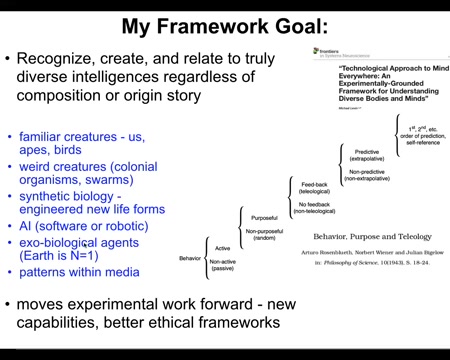 My Framework Goal:
• Recognize, create, and relate to truly
diverse intelligences regardless of
composition or origin story
• familiar creatures - us,
apes, birds
• weird creatures (colonial
organisms, swarms)
• synthetic biology -
engineered new life forms
• AI (software or robotic)
• exo-biological agents
(Earth is N=1)
• patterns within media
• moves experimental work forward - new
capabilities, better ethical frameworks
frontiers
in Systems Neuroscience
"Technological Approach to Mind
Everywhere: An
Experimentally-Grounded
Framework for Understanding
Diverse Bodies and Minds"
Michael Levin
1st, 2nd, etc.
order of prediction,
self-reference
Predictive
(extrapolative)
Non-predictive
(non-extrapolative)
Feed-back
(teleological)
No feedback
(non-teleological)
Purposeful
Non-purposeful
(random)
Active
Non-active
(passive)
Behavior
Behavior, Purpose and Teleology
Arturo Rosenblueth, Norbert Wiener and Julian Bigelow
in: Philosophy of Science, 10(1943), S. 18-24.